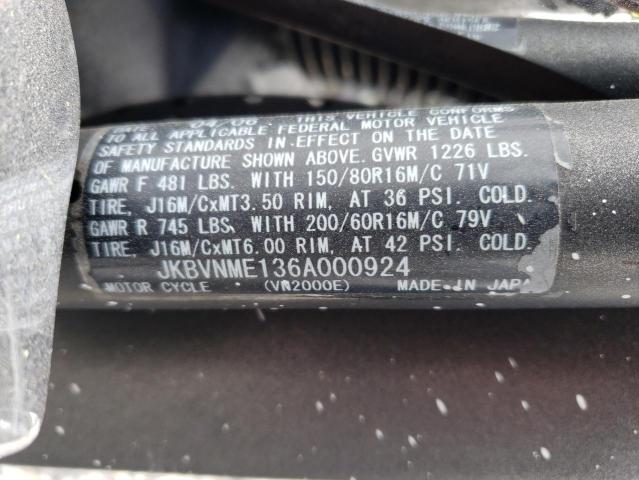 04/06 THIS VEHICLE CONFORMS
TO ALL APPLICABLE FEDERAL MOTOR VEHICLE
SAFETY STANDARDS IN EFFECT ON THE DATE
OF MANUFACTURE SHOWN ABOVE. GVWR 1226 LBS.
GAWR F 481 LBS. WITH 150/80R16M/C 71V
TIRE, J16M/CxMT3.50 RIM, AT 36 PSI. COLD.
GAWR R 745 LBS. WITH 200/60R16M/C 79V
TIRE, J16M/CxMT6.00 RIM, AT 42 PSI. COLD.
JKBVNME136A000924
MOTOR CYCLE (VN2000E) MADE IN JAPA